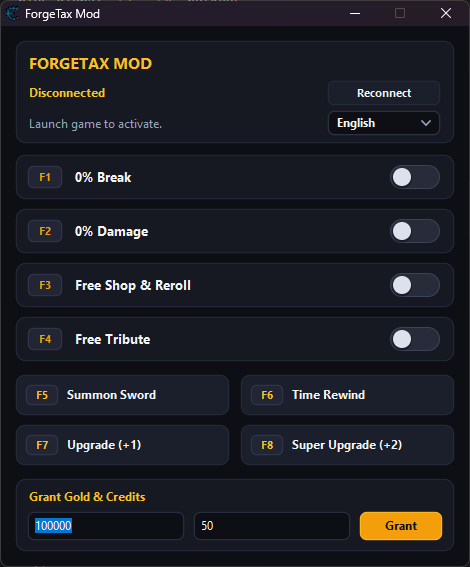 ForgeTax Mod
FORGETAX MOD
Disconnected
Reconnect
Launch game to activate.
English
F1 0% Break
F2 0% Damage
F3 Free Shop & Reroll
F4 Free Tribute
F5 Summon Sword
F6 Time Rewind
F7 Upgrade (+1)
F8 Super Upgrade (+2)
Grant Gold & Credits
100000
50
Grant